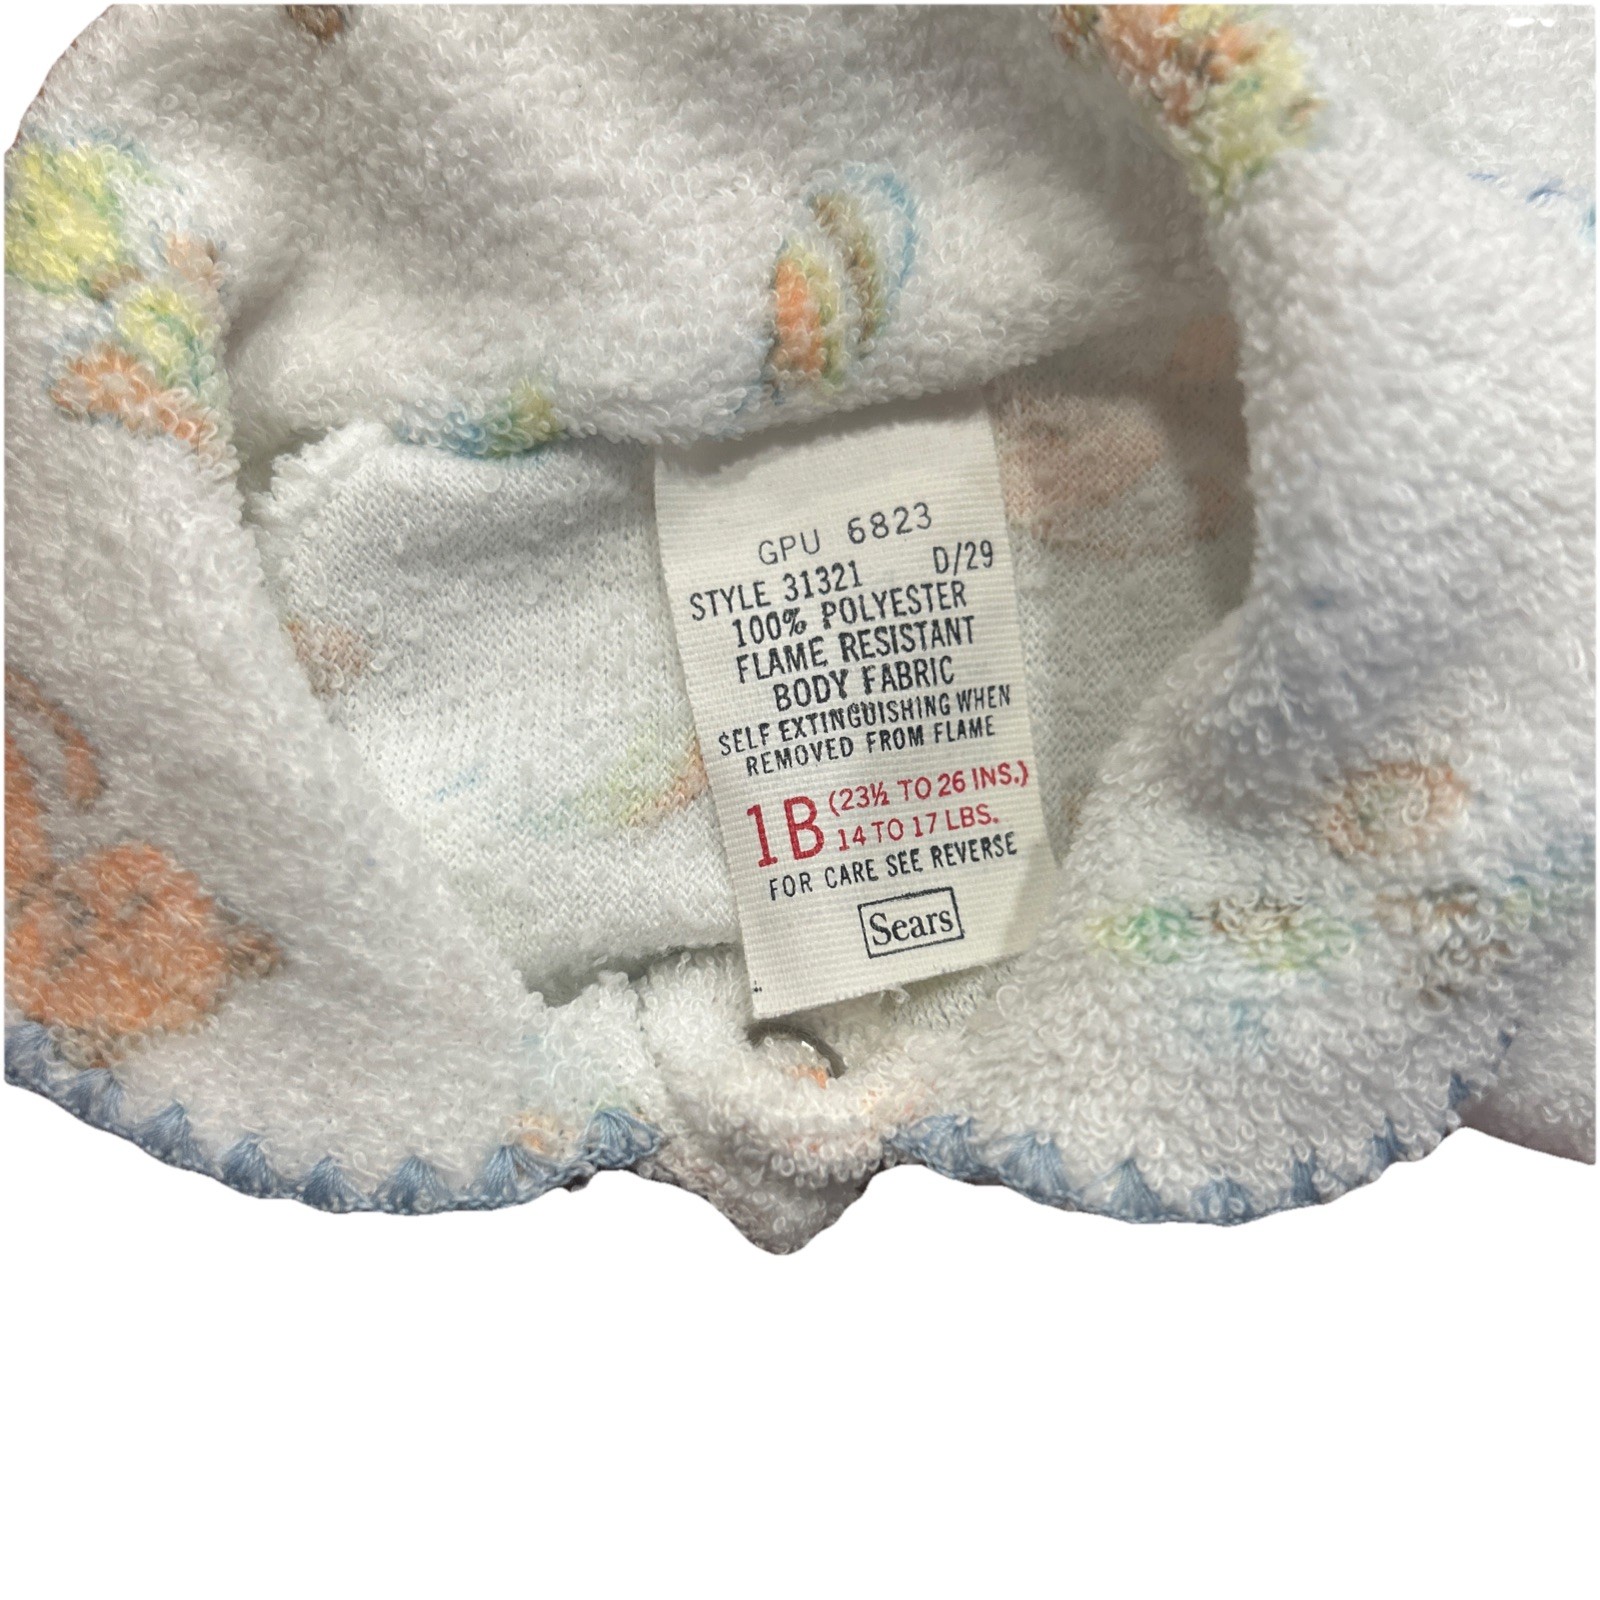 GPU 6823
STYLE 31321 D/29
100% POLYESTER
FLAME RESISTANT
BODY FABRIC
SELF EXTINGUISHING WHEN
REMOVED FROM FLAME
1B (23½ TO 26 INS.)
14 TO 17 LBS.
FOR CARE SEE REVERSE
Sears